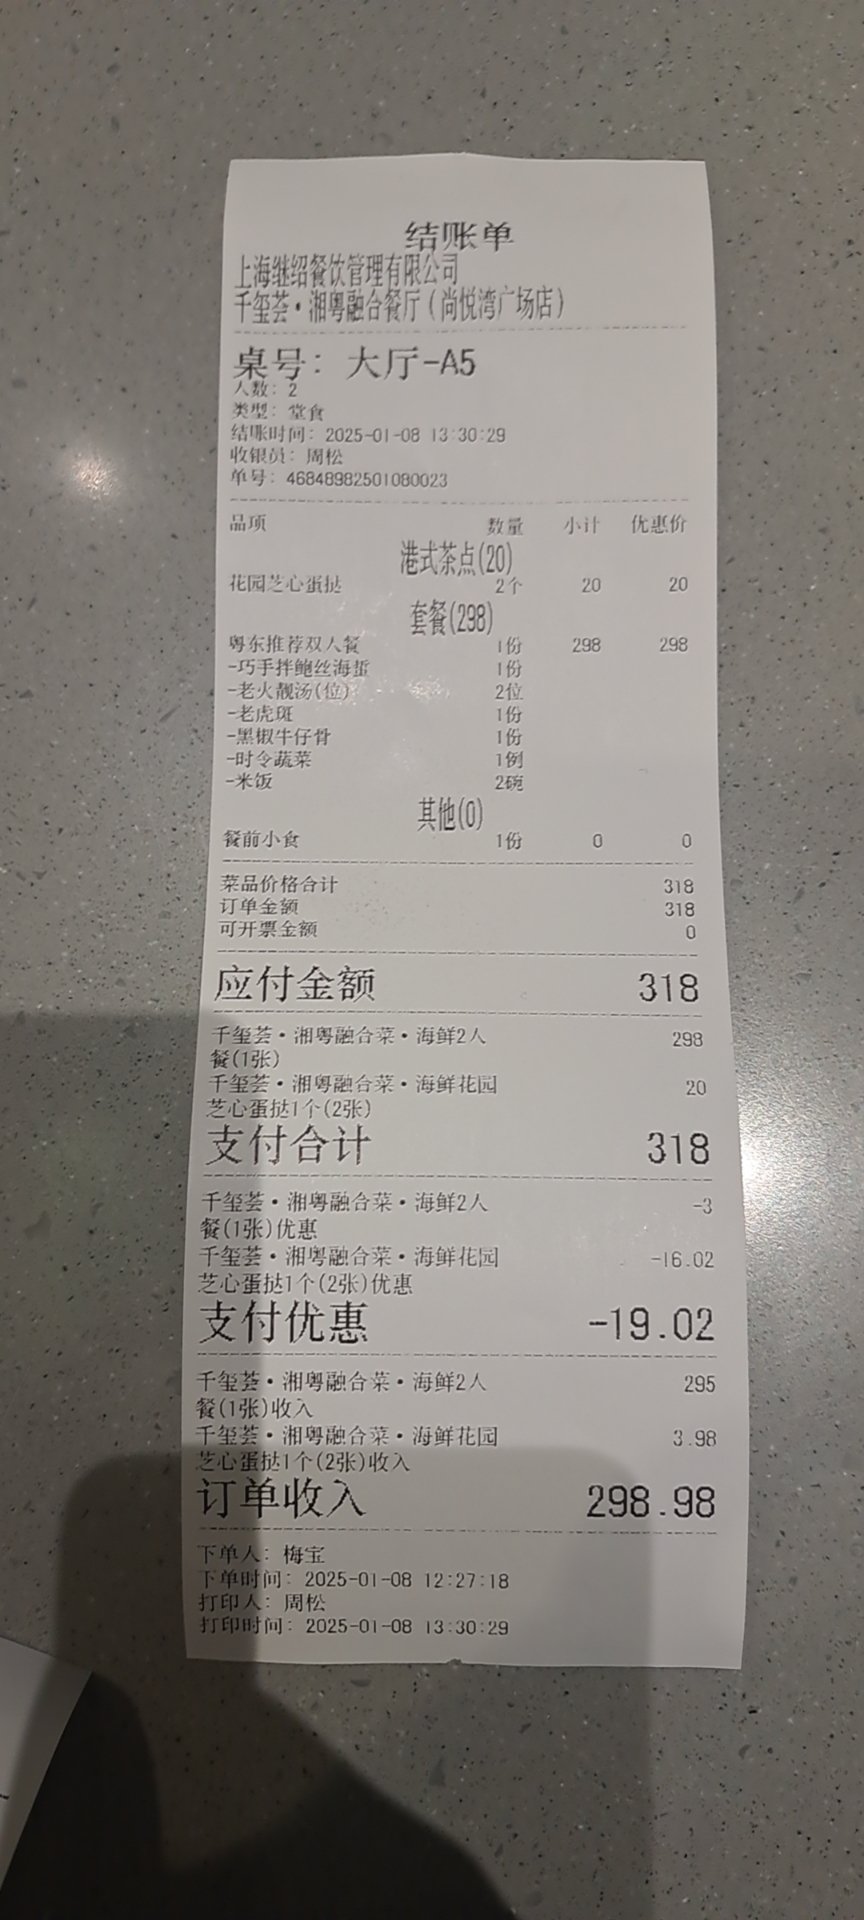 结账单
上海继绍餐饮管理有限公司
千玺荟·湘粤融合餐厅(尚悦湾广场店)
桌号: 大厅-A5
人数: 2
类型: 堂食
结账时间: 2025-01-08 13:30:29
收银员: 周松
单号: 46848982501080023
品项 数量 小计 优惠价
港式茶点(20)
花园芝心蛋挞 2个 20 20
套餐(298)
粤东推荐双人餐 1份 298 298
-巧手拌鲍丝海蜇 1份
-老火靓汤(位) 2位
-老虎斑 1份
-黑椒牛仔骨 1份
-时令蔬菜 1例
-米饭 2碗
其他(0)
餐前小食 1份 0 0
菜品价格合计 318
订单金额 318
可开票金额 0
应付金额 318
千玺荟·湘粤融合菜·海鲜2人 298
餐(1张)
千玺荟·湘粤融合菜·海鲜花园 20
芝心蛋挞1个(2张)
支付合计 318
千玺荟·湘粤融合菜·海鲜2人 -3
餐(1张)优惠
千玺荟·湘粤融合菜·海鲜花园 -16.02
芝心蛋挞1个(2张)优惠
支付优惠 -19.02
千玺荟·湘粤融合菜·海鲜2人 295
餐(1张)收入
千玺荟·湘粤融合菜·海鲜花园 3.98
芝心蛋挞1个(2张)收入
订单收入 298.98
下单人: 梅宝
下单时间: 2025-01-08 12:27:18
打印人: 周松
打印时间: 2025-01-08 13:30:29